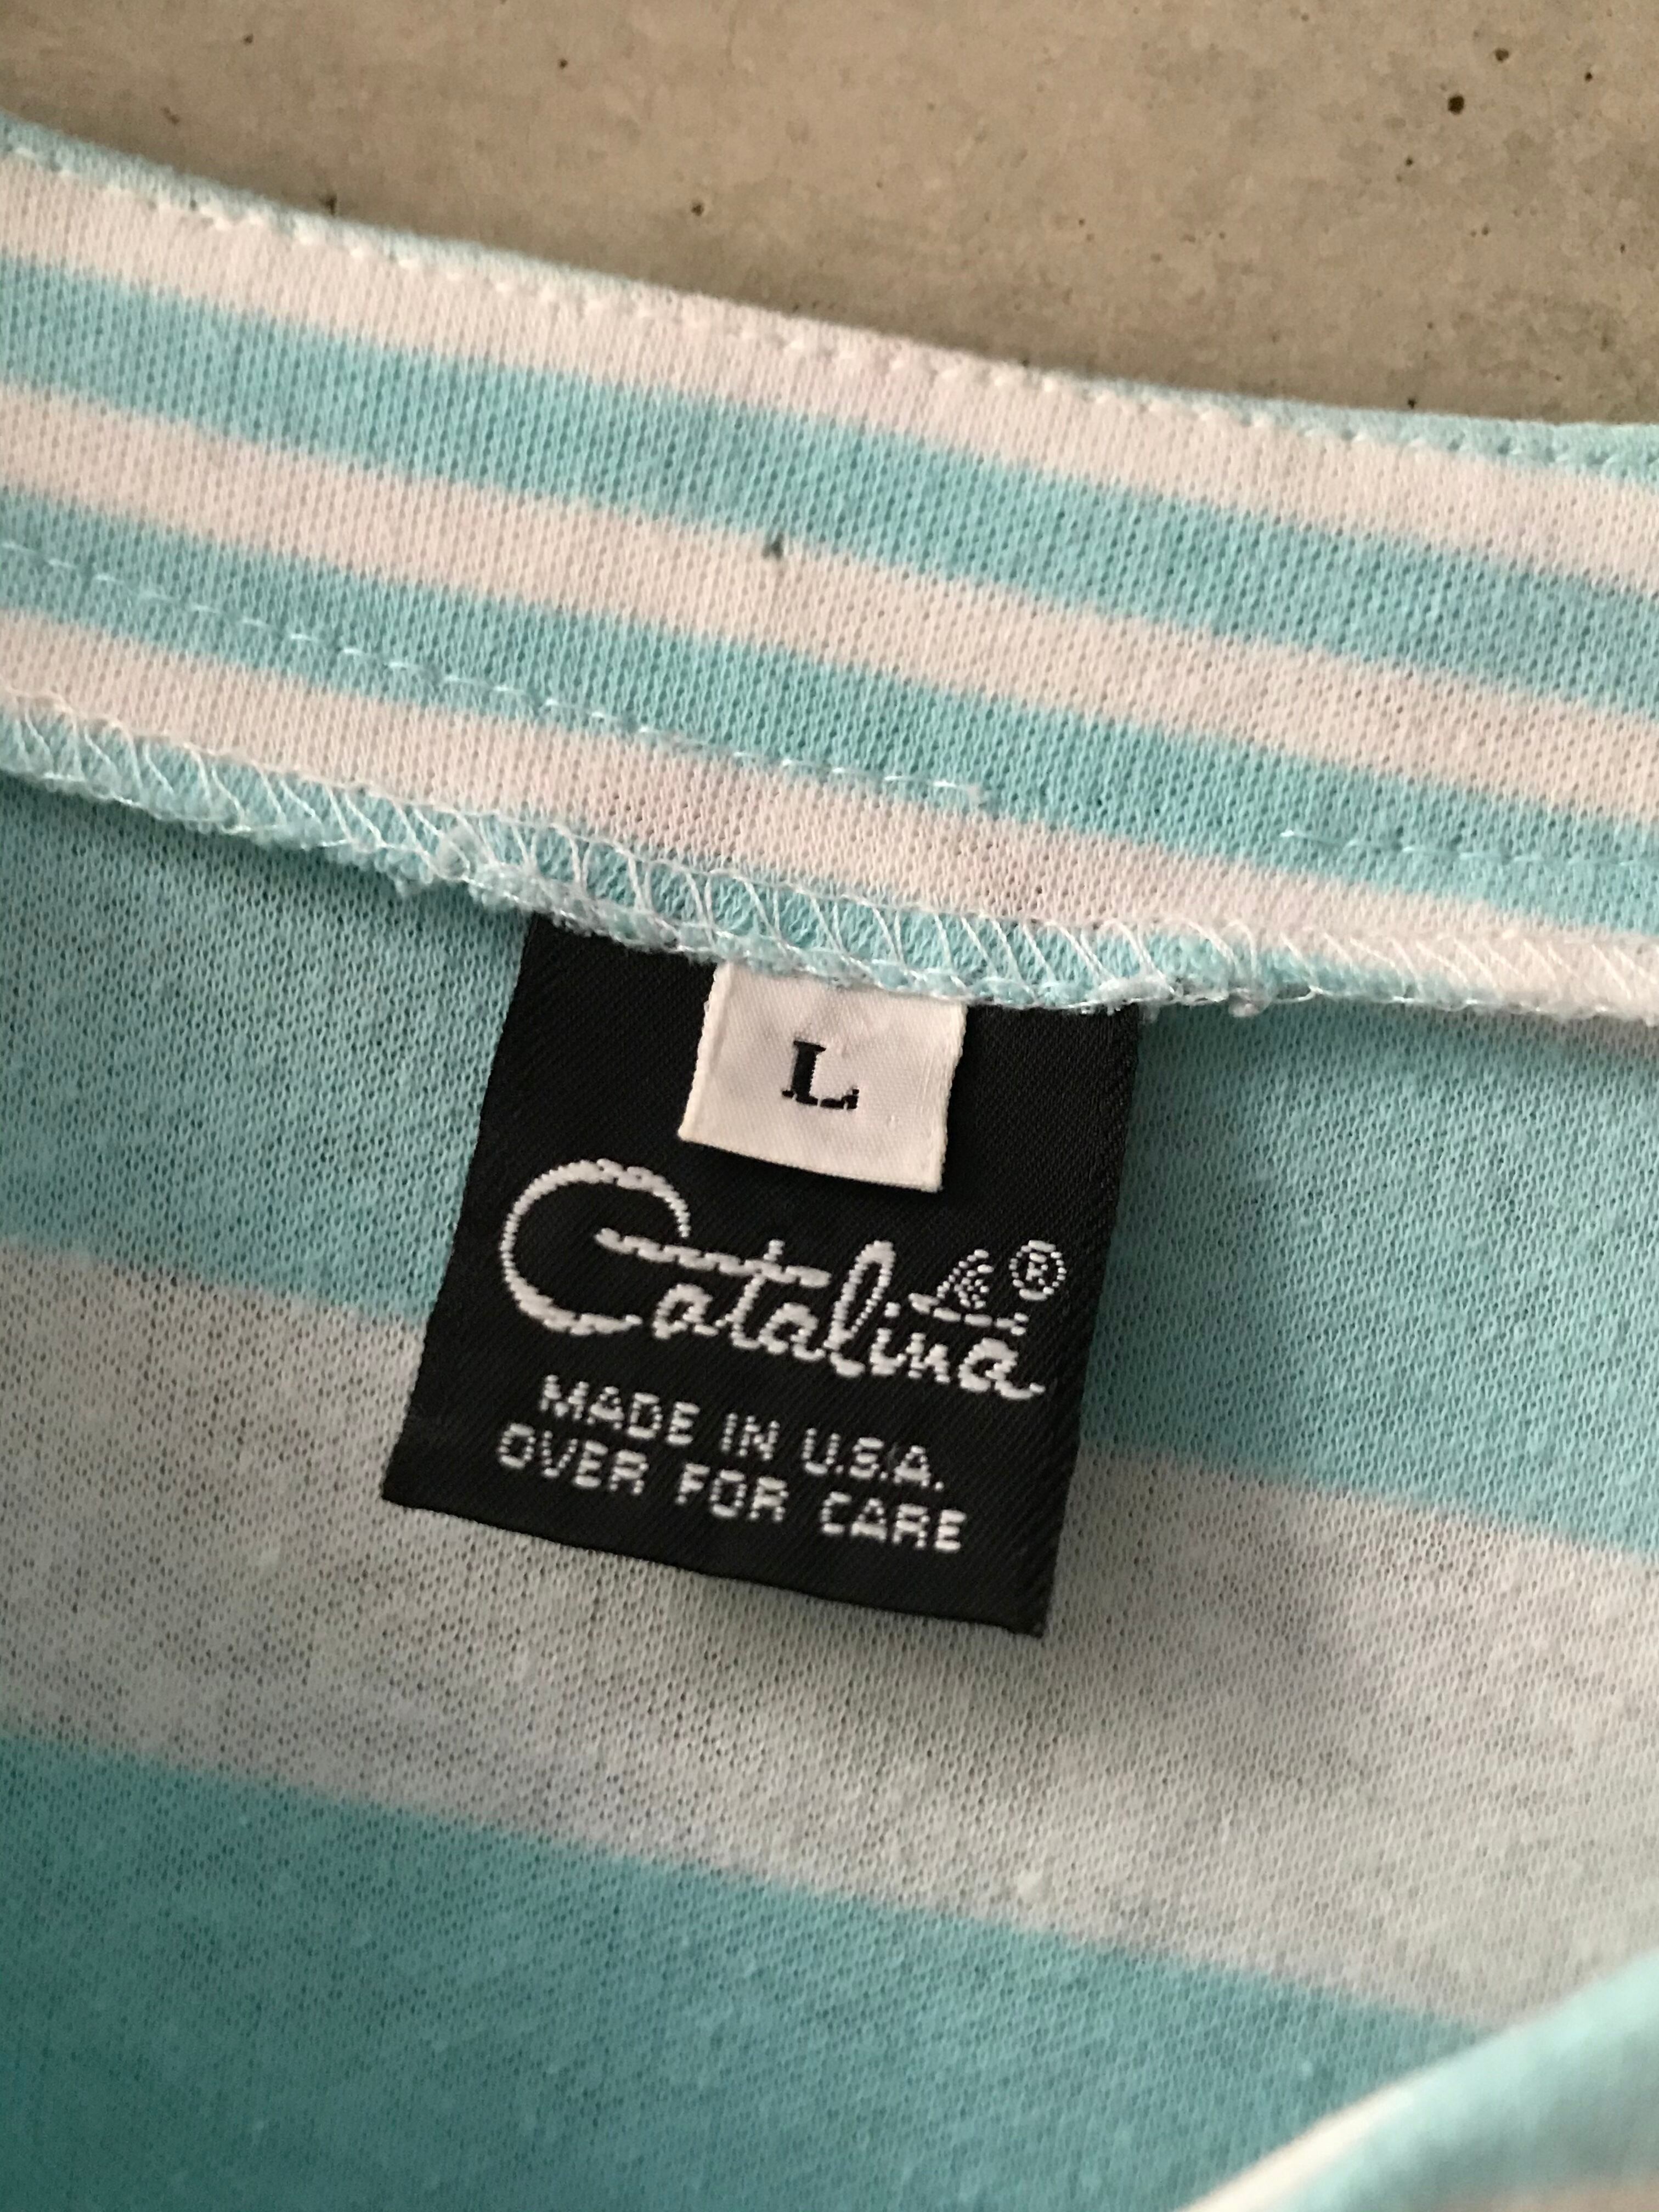 L
Catalina ®
MADE IN U.S.A.
OVER FOR CARE